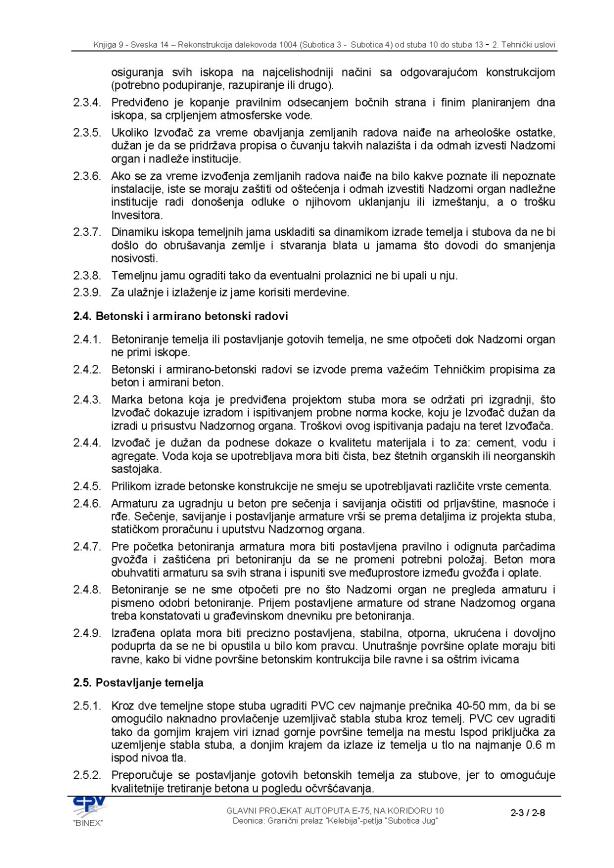 Knjiga 9 - Sveska 14 – Rekonstrukcija dalekovoda 1004 (Subotica 3 - Subotica 4) od stuba 10 do stuba 13 - 2. Tehnički uslovi
osiguranja svih iskopa na najcelishodniji načini sa odgovarajućom konstrukcijom
(potrebno podupiranje, razupiranje ili drugo).
2.3.4. Predviđeno je kopanje pravilnim odsecanjem bočnih strana i finim planiranjem dna
iskopa, sa crpljenjem atmosferske vode.
2.3.5. Ukoliko Izvođač za vreme obavljanja zemljanih radova naiđe na arheološke ostatke,
dužan je da se pridržava propisa o čuvanju takvih nalazišta i da odmah izvesti Nadzorni
organ i nadleže institucije.
2.3.6. Ako se za vreme izvođenja zemljanih radova naiđe na bilo kakve poznate ili nepoznate
instalacije, iste se moraju zaštiti od oštećenja i odmah izvestiti Nadzorni organ nadležne
institucije radi donošenja odluke o njihovom uklanjanju ili izmeštanju, a o trošku
Invesitora.
2.3.7. Dinamiku iskopa temeljnih jama uskladiti sa dinamikom izrade temelja i stubova da ne bi
došlo do obrušavanja zemlje i stvaranja blata u jamama što dovodi do smanjenja
nosivosti.
2.3.8. Temeljnu jamu ograditi tako da eventualni prolaznici ne bi upali u nju.
2.3.9. Za ulažnje i izlaženje iz jame korisiti merdevine.
2.4. Betonski i armirano betonski radovi
2.4.1. Betoniranje temelja ili postavljanje gotovih temelja, ne sme otpočeti dok Nadzorni organ
ne primi iskope.
2.4.2. Betonski i armirano-betonski radovi se izvode prema važećim Tehničkim propisima za
beton i armirani beton.
2.4.3. Marka betona koja je predviđena projektom stuba mora se održati pri izgradnji, što
Izvođač dokazuje izradom i ispitivanjem probne norma kocke, koju je Izvođač dužan da
izradi u prisustvu Nadzornog organa. Troškovi ovog ispitivanja padaju na teret Izvođača.
2.4.4. Izvođač je dužan da podnese dokaze o kvalitetu materijala i to za: cement, vodu i
agregate. Voda koja se upotrebljava mora biti čista, bez štetnih organskih ili neorganskih
sastojaka.
2.4.5. Prilikom izrade betonske konstrukcije ne smeju se upotrebljavati različite vrste cementa.
2.4.6. Armaturu za ugradnju u beton pre sečenja i savijanja očistiti od prljavštine, masnoće i
rđe. Sečenje, savijanje i postavljanje armature vrši se prema detaljima iz projekta stuba,
statičkom proračunu i uputstvu Nadzornog organa.
2.4.7. Pre početka betoniranja armatura mora biti postavljena pravilno i odignuta parčadima
gvožđa i zaštićena pri betoniranju da se ne promeni potrebni položaj. Beton mora
obuhvatiti armaturu sa svih strana i ispuniti sve međuprostore između gvožđa i oplate.
2.4.8. Betoniranje se ne sme otpočeti pre no što Nadzorni organ ne pregleda armaturu i
pismeno odobri betoniranje. Prijem postavljene armature od strane Nadzornog organa
treba konstatovati u građevinskom dnevniku pre betoniranja.
2.4.9. Izrađena oplata mora biti precizno postavljena, stabilna, otporna, ukrućena i dovoljno
poduprta da se ne bi opustila u bilo kom pravcu. Unutrašnje površine oplate moraju biti
ravne, kako bi vidne površine betonskim kontrukcija bile ravne i sa oštrim ivicama
2.5. Postavljanje temelja
2.5.1. Kroz dve temeljne stope stuba ugraditi PVC cev najmanje prečnika 40-50 mm, da bi se
omogućilo naknadno provlačenje uzemljivač stabla stuba kroz temelj. PVC cev ugraditi
tako da gornjim krajem viri iznad gornje površine temelja na mestu Ispod priključka za
uzemljenje stabla stuba, a donjim krajem da izlaze iz temelja u tlo na najmanje 0.6 m
ispod nivoa tla.
2.5.2. Preporučuje se postavljanje gotovih betonskih temelja za stubove, jer to omogućuje
kvalitetnije tretiranje betona u pogledu očvršćavanja.
CPV
"BINEX"
GLAVNI PROJEKAT AUTOPUTA E-75, NA KORIDORU 10
Deonica: Granični prelaz "Kelebija"-petlja "Subotica Jug"
2-3 / 2-8